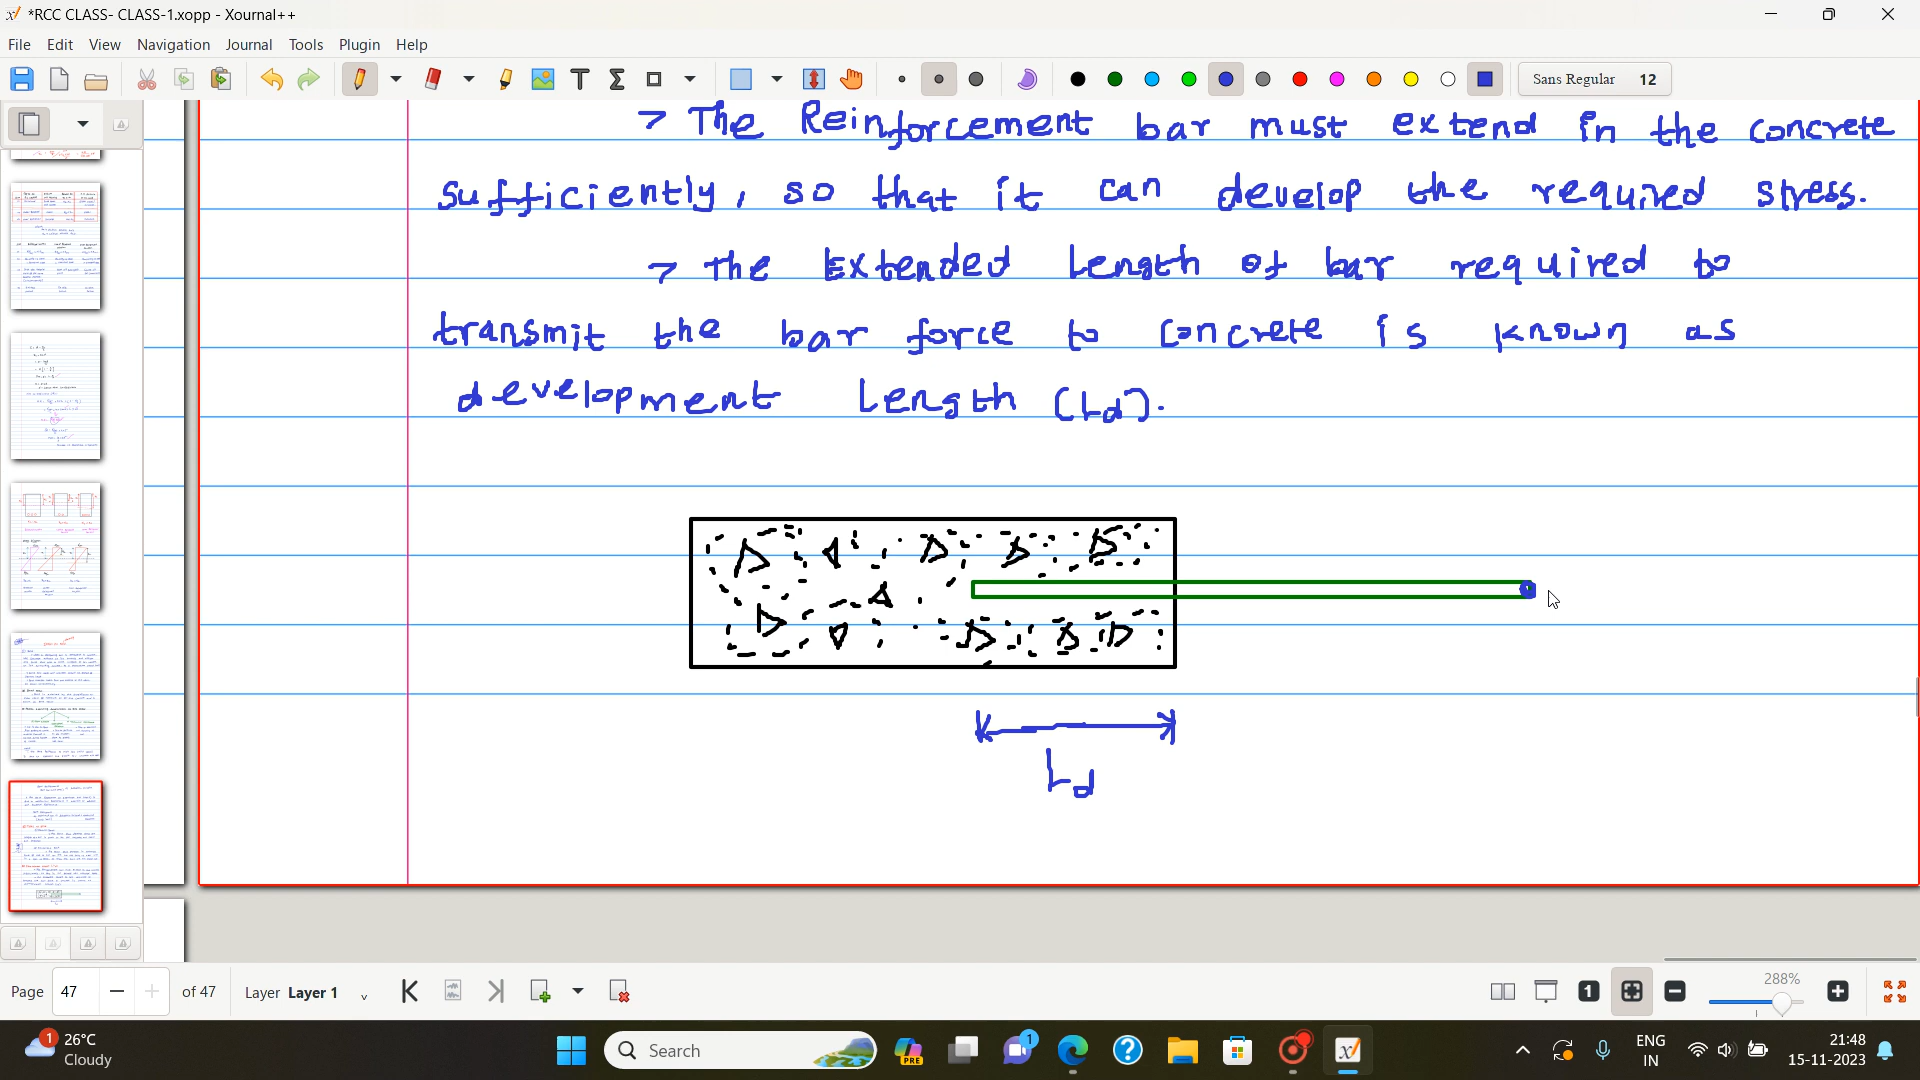 *RCC CLASS- CLASS-1.xopp - Xournal++
File Edit View Navigation Journal Tools Plugin Help
Sans Regular 12
> The Reinforcement bar must extend in the concrete
sufficiently, so that it can develop the required stress.
> The Extended Length of bar required to
transmit the bar force to concrete is known as
development Length (Ld).
Ld
Page 47 of 47 Layer Layer 1
288%
26°C
Cloudy
Search
PRE
ENG
IN
21:48
15-11-2023